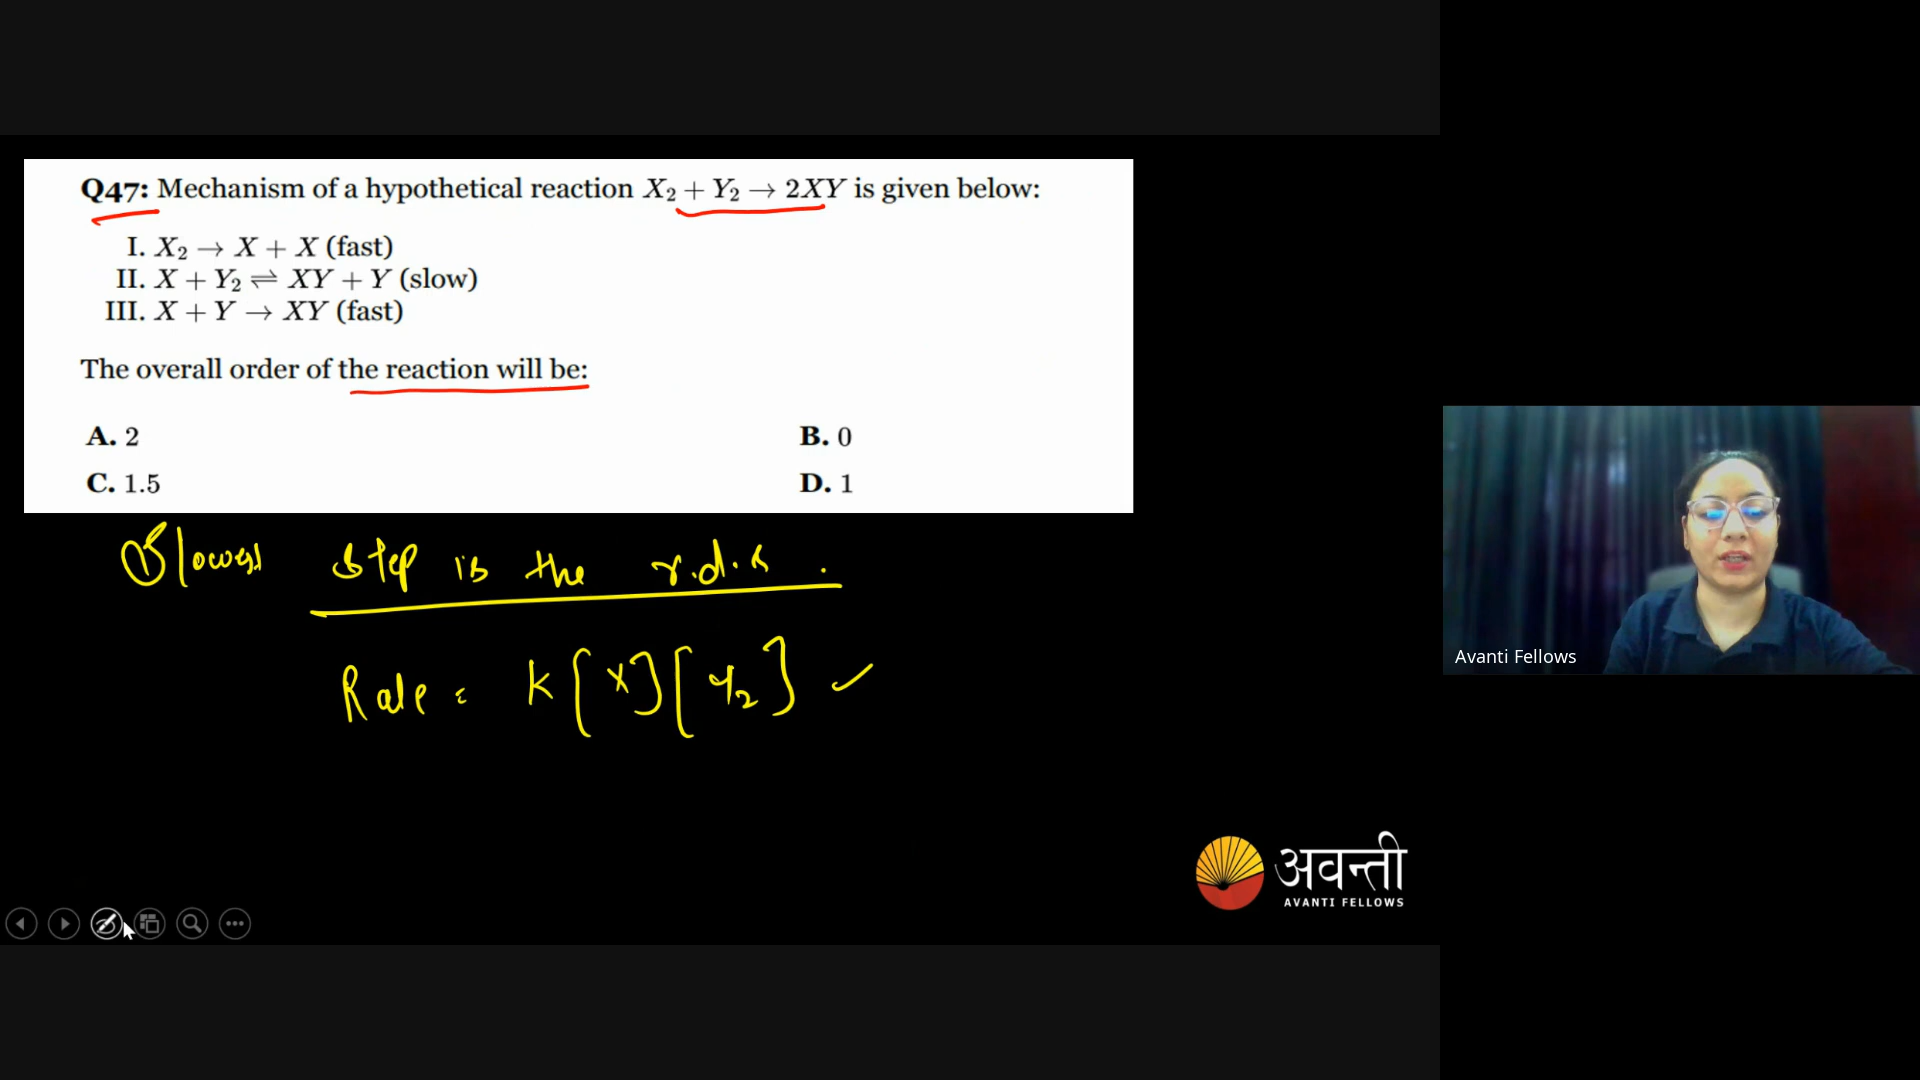 Q47: Mechanism of a hypothetical reaction X₂ + Y₂ → 2XY is given below:
I. X₂ → X + X (fast)
II. X + Y₂ ⇌ XY + Y (slow)
III. X + Y → XY (fast)
The overall order of the reaction will be:
A. 2
B. 0
C. 1.5
D. 1
Slowest step is the r.d.s.
Rate = k[X][Y₂] ✓
Avanti Fellows
अवन्ती
AVANTI FELLOWS